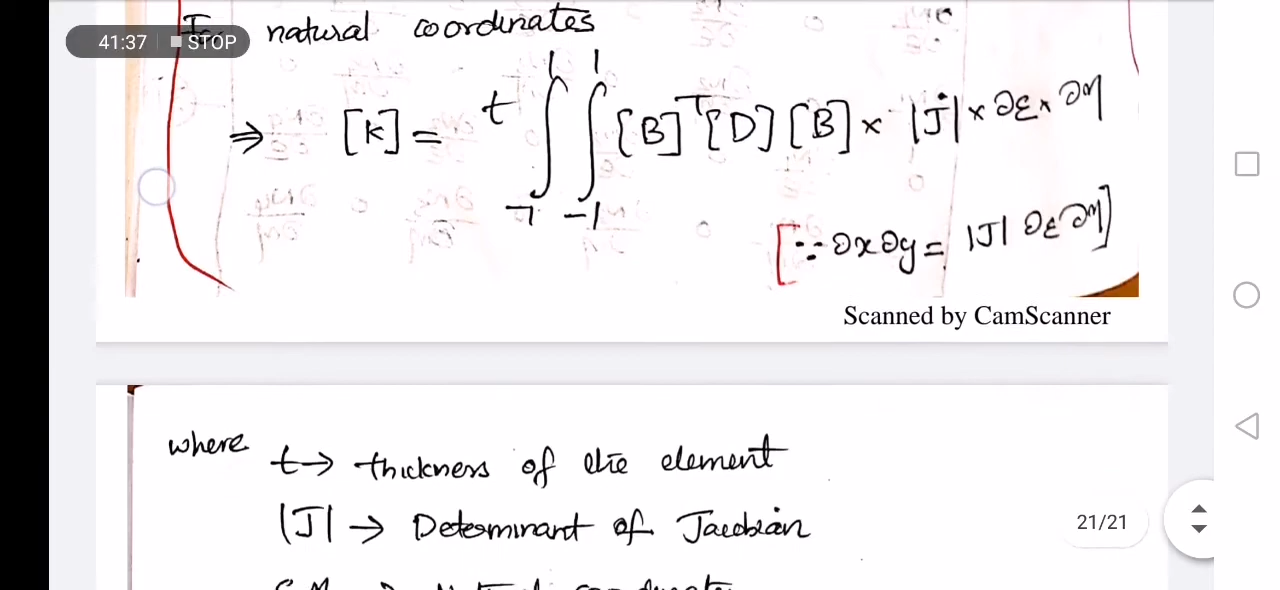 41:37 STOP
In natural coordinates
⇒ [K] = t ∫₋₁¹ ∫₋₁¹ [B]ᵀ [D] [B] × |J| × ∂ε × ∂η
[∵ ∂x∂y = |J| ∂ε ∂η]
Scanned by CamScanner
where t → thickness of the element
|J| → Determinant of Jacobian
21/21